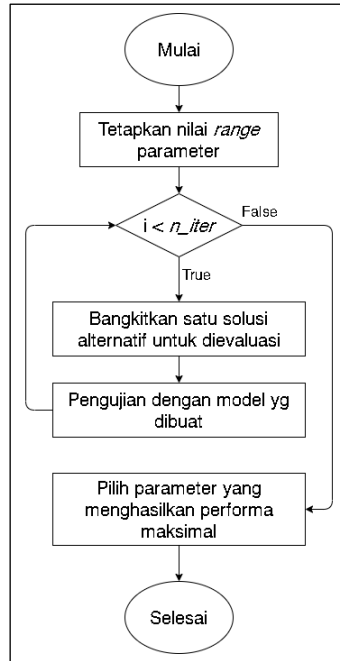 Mulai
Tetapkan nilai range
parameter
i < n_iter
False
True
Bangkitkan satu solusi
alternatif untuk dievaluasi
Pengujian dengan model yg
dibuat
Pilih parameter yang
menghasilkan performa
maksimal
Selesai